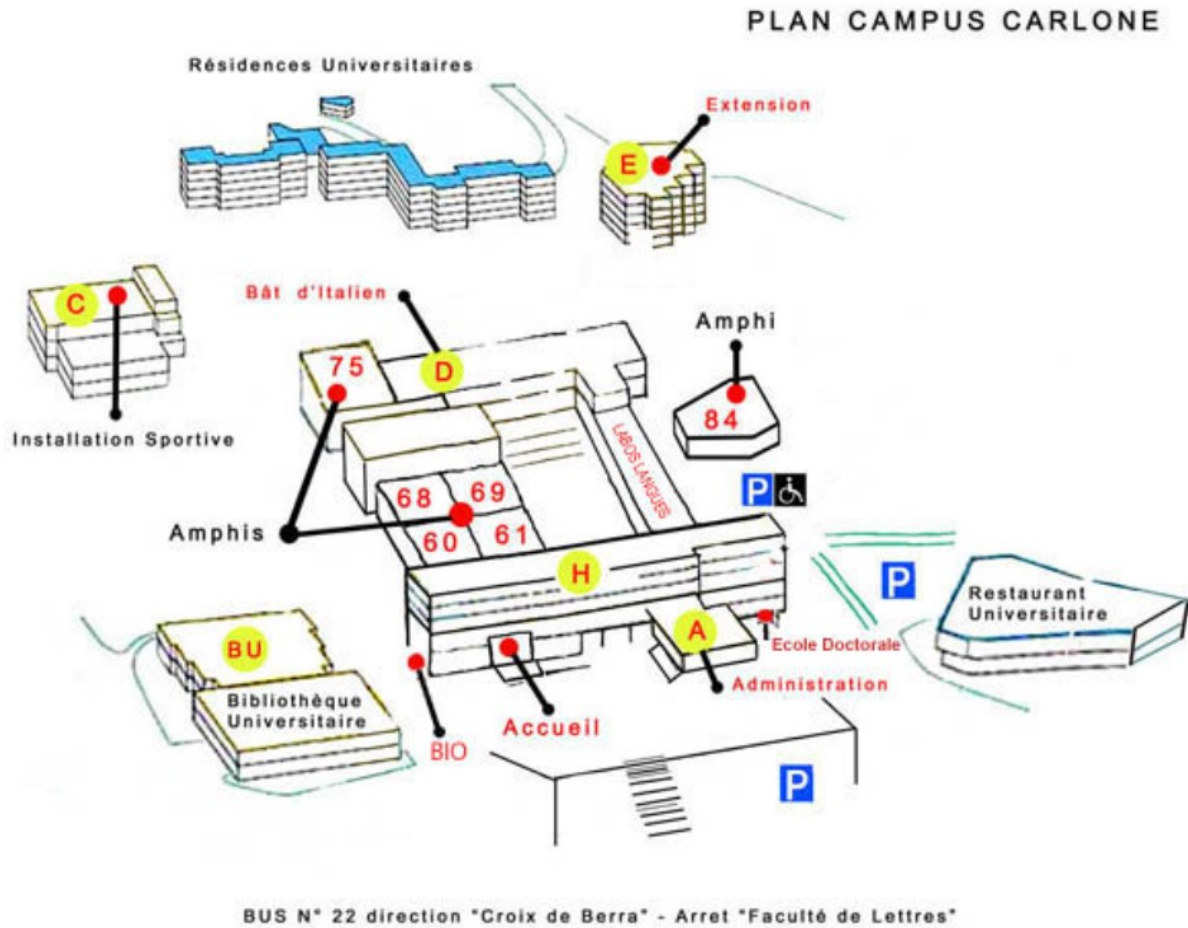 PLAN CAMPUS CARLONE
Résidences Universitaires
Extension
E
C
Bât d'Italien
Amphi
75
D
84
Installation Sportive
LABOS LANGUES
68
69
P
Amphis
60
61
H
P
Restaurant
Universitaire
BU
A
Ecole Doctorale
Bibliothèque
Universitaire
Administration
Accueil
BIO
P
BUS N° 22 direction "Croix de Berra" - Arret "Faculté de Lettres"